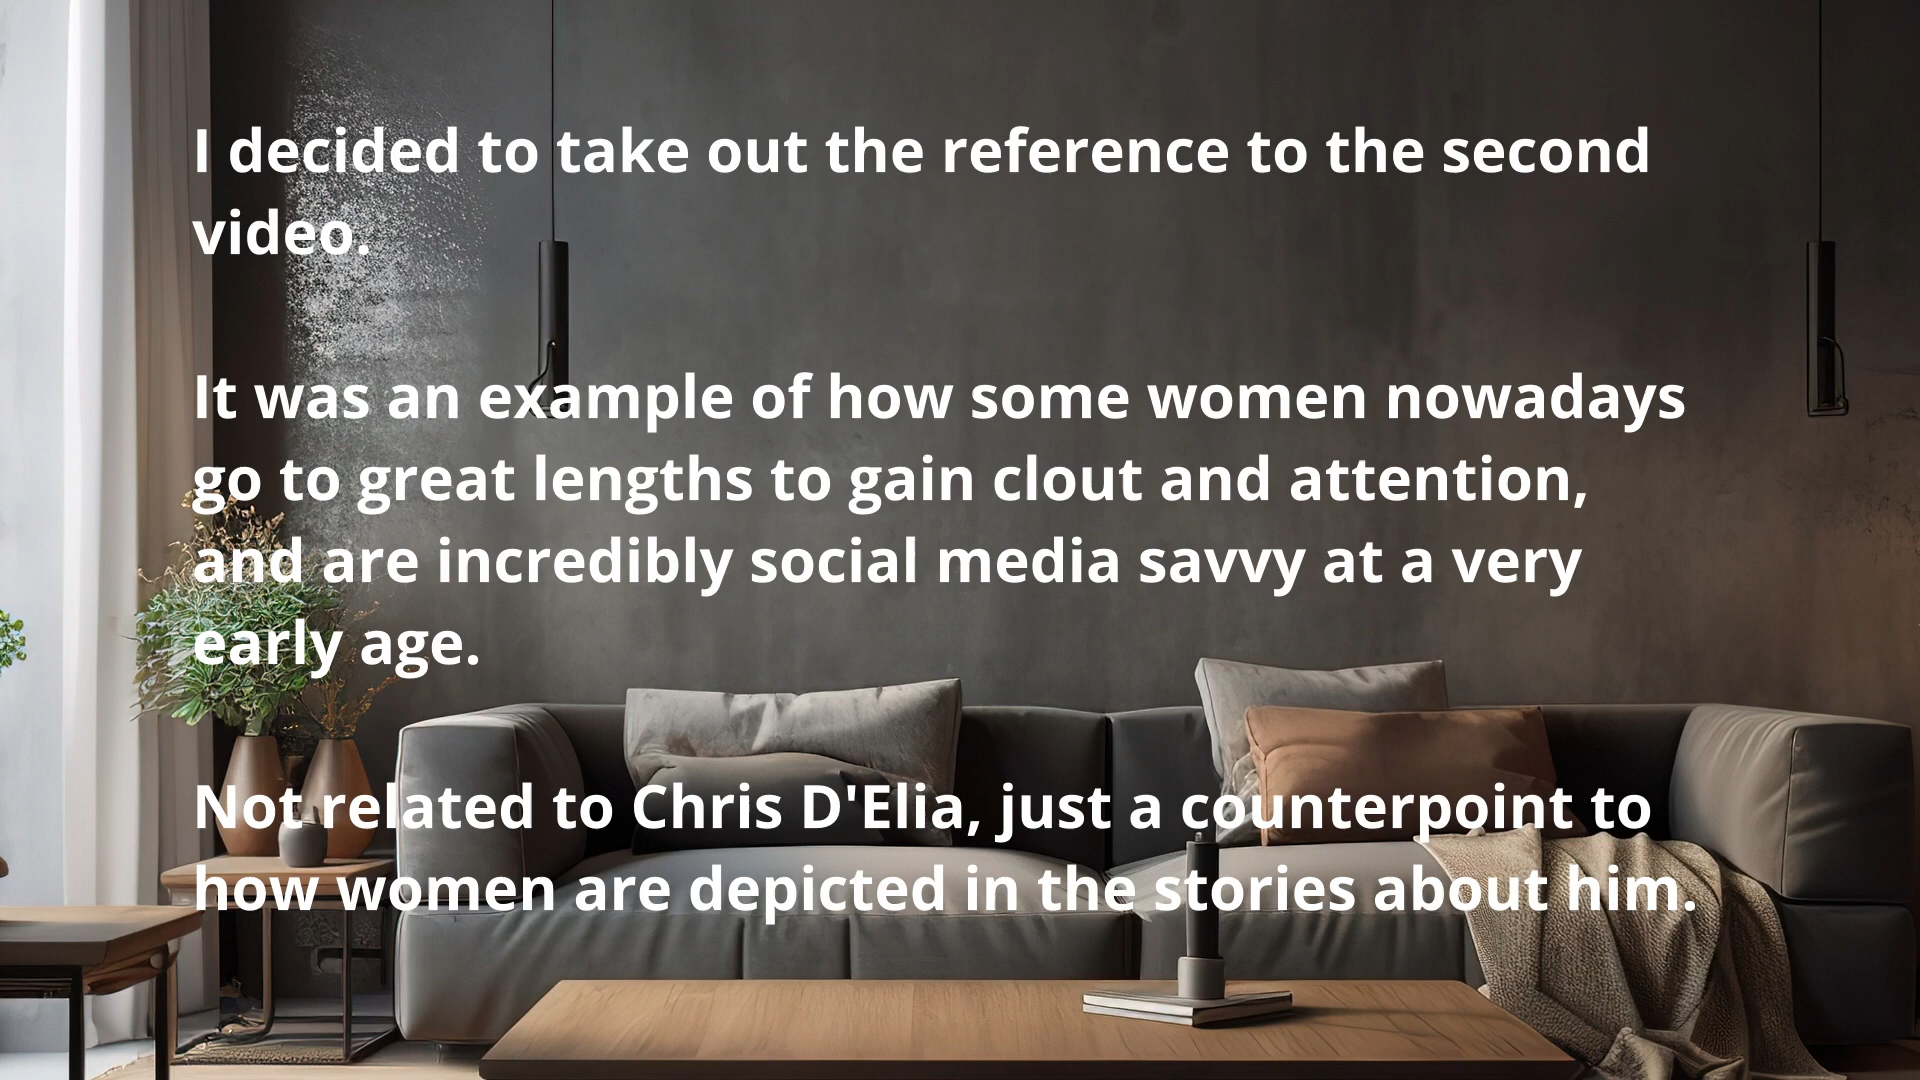 I decided to take out the reference to the second
video.
It was an example of how some women nowadays
go to great lengths to gain clout and attention,
and are incredibly social media savvy at a very
early age.
Not related to Chris D'Elia, just a counterpoint to
how women are depicted in the stories about him.